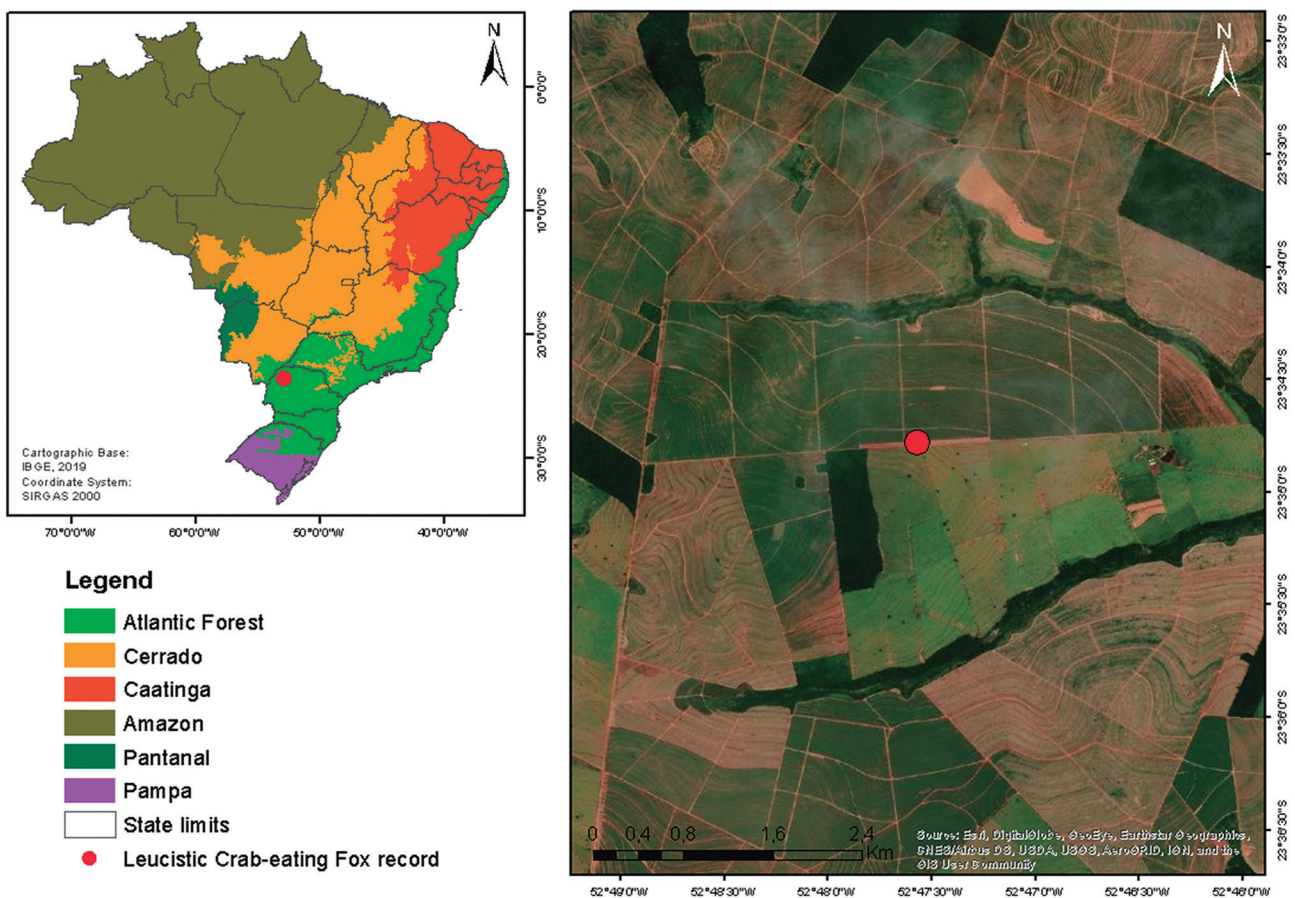 N
0°0'0"
10°0'0"S
20°0'0"S
30°0'0"S
Cartographic Base:
IBGE, 2019
Coordinate System:
SIRGAS 2000
70°0'0"W 60°0'0"W 50°0'0"W 40°0'0"W
Legend
Atlantic Forest
Cerrado
Caatinga
Amazon
Pantanal
Pampa
State limits
Leucistic Crab-eating Fox record
N
23°33'0"S
23°33'30"S
23°34'0"S
23°34'30"S
23°35'0"S
23°35'30"S
23°36'0"S
23°36'30"S
0 0,4 0,8 1,6 2,4
Km
Source: Esri, DigitalGlobe, GeoEye, Earthstar Geographics,
CNES/Airbus DS, USDA, USGS, AeroGRID, IGN, and the
GIS User Community
52°49'0"W 52°48'30"W 52°48'0"W 52°47'30"W 52°47'0"W 52°46'30"W 52°46'0"W